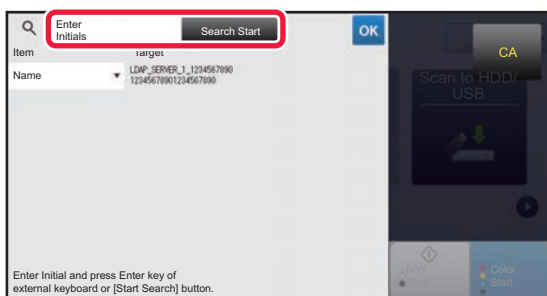 Enter
Initials
Search Start
OK
CA
Item
Target
Name
LDAP_SERVER_1_1234567890
12345678901234567890
Scan to HDD/
USB
B/W
Color
Start
Enter Initial and press Enter key of
external keyboard or [Start Search] button.